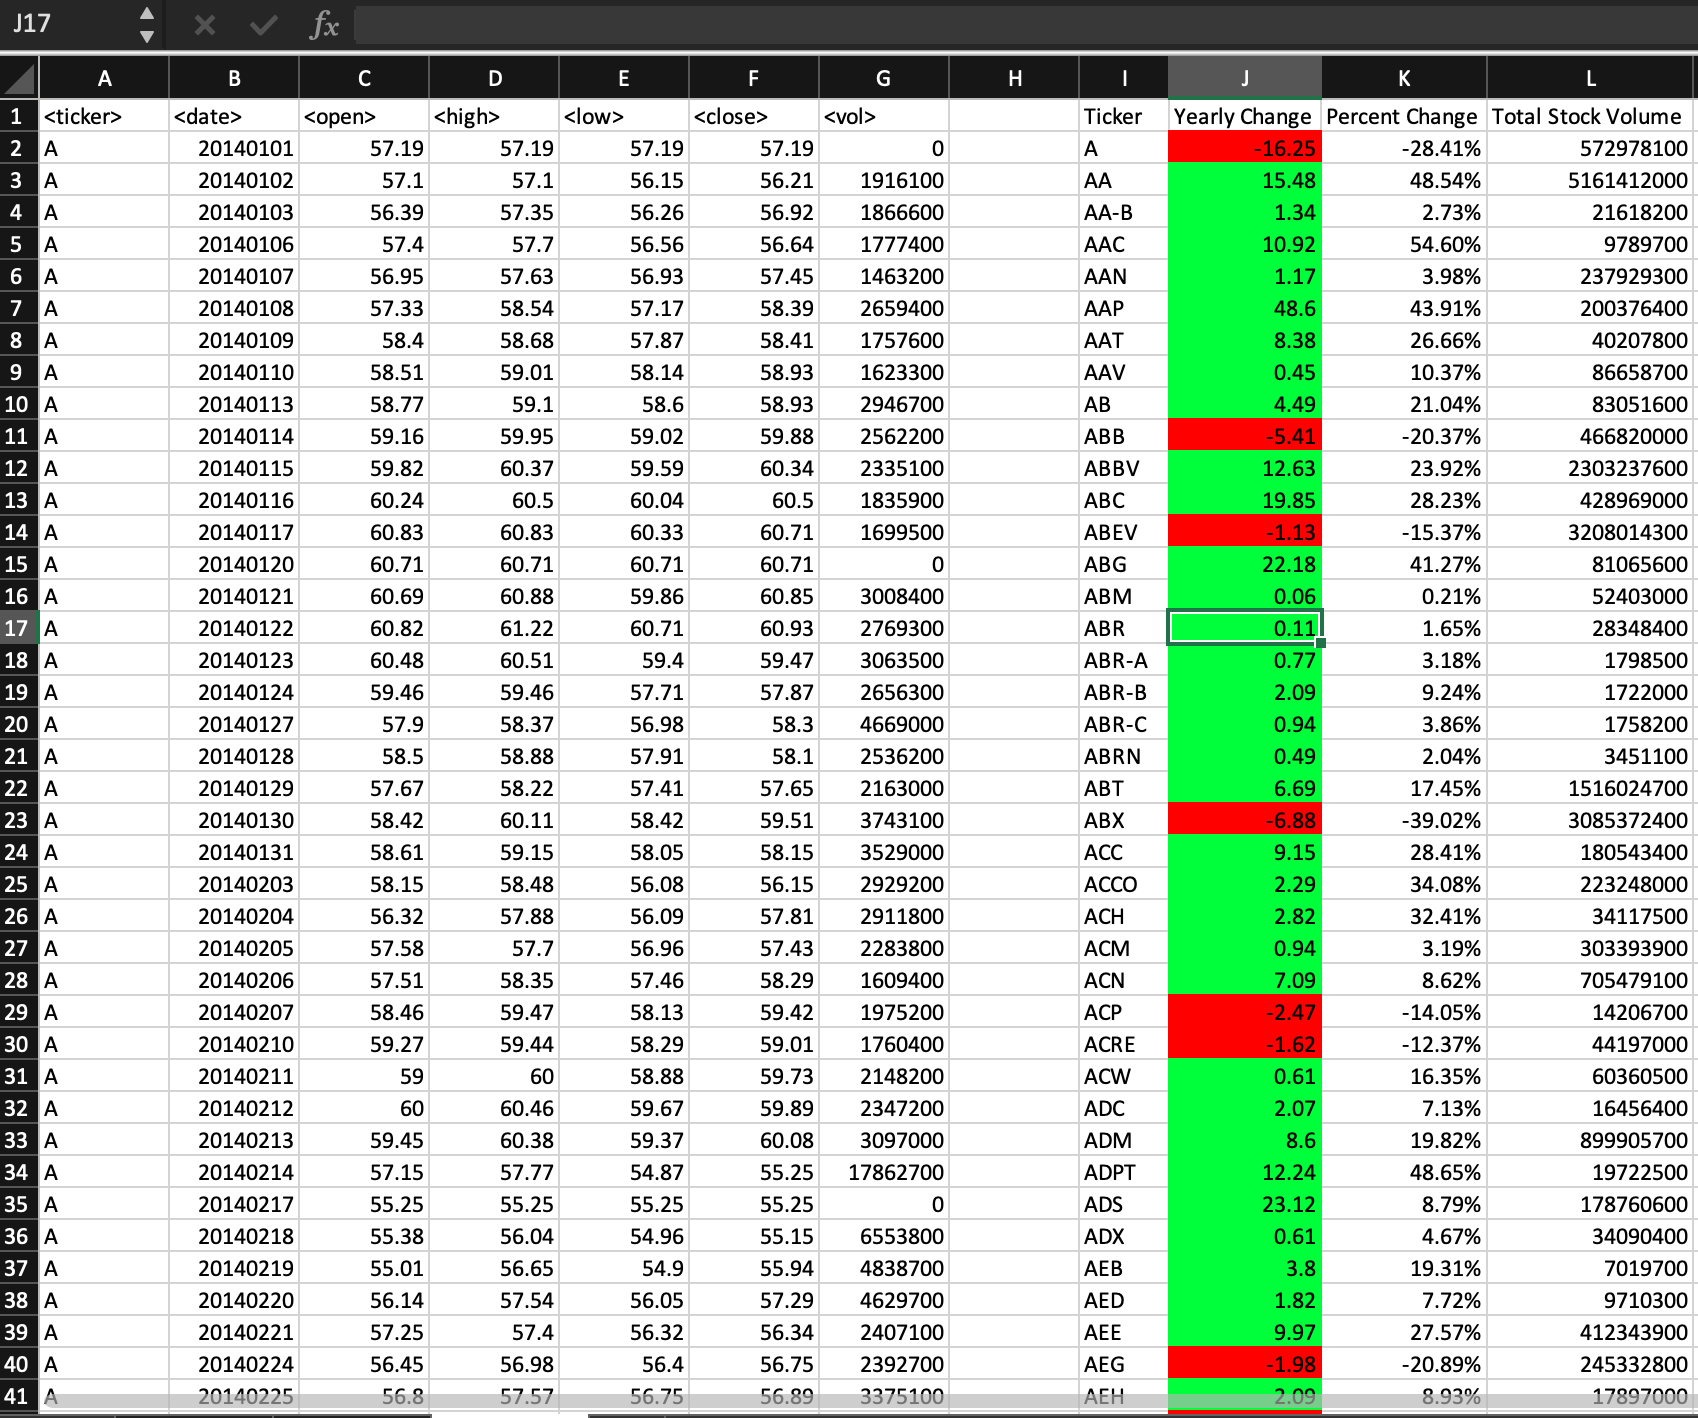 J17 fx
A B C D E F G H I J K L
1 <ticker> <date> <open> <high> <low> <close> <vol> Ticker Yearly Change Percent Change Total Stock Volume
2 A 20140101 57.19 57.19 57.19 57.19 0 A -16.25 -28.41% 572978100
3 A 20140102 57.1 57.1 56.15 56.21 1916100 AA 15.48 48.54% 5161412000
4 A 20140103 56.39 57.35 56.26 56.92 1866600 AA-B 1.34 2.73% 21618200
5 A 20140106 57.4 57.7 56.56 56.64 1777400 AAC 10.92 54.60% 9789700
6 A 20140107 56.95 57.63 56.93 57.45 1463200 AAN 1.17 3.98% 237929300
7 A 20140108 57.33 58.54 57.17 58.39 2659400 AAP 48.6 43.91% 200376400
8 A 20140109 58.4 58.68 57.87 58.41 1757600 AAT 8.38 26.66% 40207800
9 A 20140110 58.51 59.01 58.14 58.93 1623300 AAV 0.45 10.37% 86658700
10 A 20140113 58.77 59.1 58.6 58.93 2946700 AB 4.49 21.04% 83051600
11 A 20140114 59.16 59.95 59.02 59.88 2562200 ABB -5.41 -20.37% 466820000
12 A 20140115 59.82 60.37 59.59 60.34 2335100 ABBV 12.63 23.92% 2303237600
13 A 20140116 60.24 60.5 60.04 60.5 1835900 ABC 19.85 28.23% 428969000
14 A 20140117 60.83 60.83 60.33 60.71 1699500 ABEV -1.13 -15.37% 3208014300
15 A 20140120 60.71 60.71 60.71 60.71 0 ABG 22.18 41.27% 81065600
16 A 20140121 60.69 60.88 59.86 60.85 3008400 ABM 0.06 0.21% 52403000
17 A 20140122 60.82 61.22 60.71 60.93 2769300 ABR 0.11 1.65% 28348400
18 A 20140123 60.48 60.51 59.4 59.47 3063500 ABR-A 0.77 3.18% 1798500
19 A 20140124 59.46 59.46 57.71 57.87 2656300 ABR-B 2.09 9.24% 1722000
20 A 20140127 57.9 58.37 56.98 58.3 4669000 ABR-C 0.94 3.86% 1758200
21 A 20140128 58.5 58.88 57.91 58.1 2536200 ABRN 0.49 2.04% 3451100
22 A 20140129 57.67 58.22 57.41 57.65 2163000 ABT 6.69 17.45% 1516024700
23 A 20140130 58.42 60.11 58.42 59.51 3743100 ABX -6.88 -39.02% 3085372400
24 A 20140131 58.61 59.15 58.05 58.15 3529000 ACC 9.15 28.41% 180543400
25 A 20140203 58.15 58.48 56.08 56.15 2929200 ACCO 2.29 34.08% 223248000
26 A 20140204 56.32 57.88 56.09 57.81 2911800 ACH 2.82 32.41% 34117500
27 A 20140205 57.58 57.7 56.96 57.43 2283800 ACM 0.94 3.19% 303393900
28 A 20140206 57.51 58.35 57.46 58.29 1609400 ACN 7.09 8.62% 705479100
29 A 20140207 58.46 59.47 58.13 59.42 1975200 ACP -2.47 -14.05% 14206700
30 A 20140210 59.27 59.44 58.29 59.01 1760400 ACRE -1.62 -12.37% 44197000
31 A 20140211 59 60 58.88 59.73 2148200 ACW 0.61 16.35% 60360500
32 A 20140212 60 60.46 59.67 59.89 2347200 ADC 2.07 7.13% 16456400
33 A 20140213 59.45 60.38 59.37 60.08 3097000 ADM 8.6 19.82% 899905700
34 A 20140214 57.15 57.77 54.87 55.25 17862700 ADPT 12.24 48.65% 19722500
35 A 20140217 55.25 55.25 55.25 55.25 0 ADS 23.12 8.79% 178760600
36 A 20140218 55.38 56.04 54.96 55.15 6553800 ADX 0.61 4.67% 34090400
37 A 20140219 55.01 56.65 54.9 55.94 4838700 AEB 3.8 19.31% 7019700
38 A 20140220 56.14 57.54 56.05 57.29 4629700 AED 1.82 7.72% 9710300
39 A 20140221 57.25 57.4 56.32 56.34 2407100 AEE 9.97 27.57% 412343900
40 A 20140224 56.45 56.98 56.4 56.75 2392700 AEG -1.98 -20.89% 245332800
41 A 20140225 56.8 57.57 56.75 56.89 3375100 AEH 2.09 8.93% 17897000